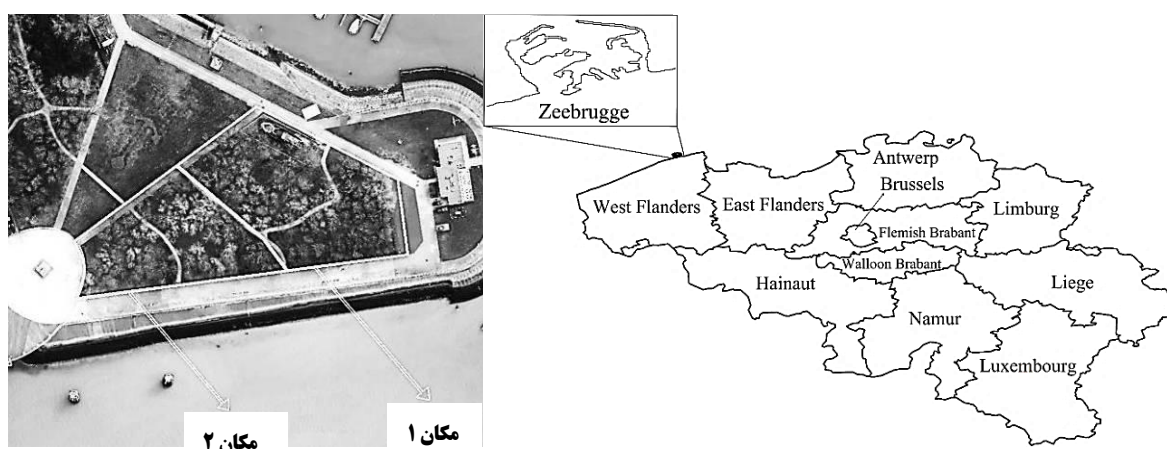 مکان ۱
مکان ۲
Zeebrugge
Antwerp
Brussels
West Flanders
East Flanders
Limburg
Flemish Brabant
Walloon Brabant
Hainaut
Liege
Namur
Luxembourg